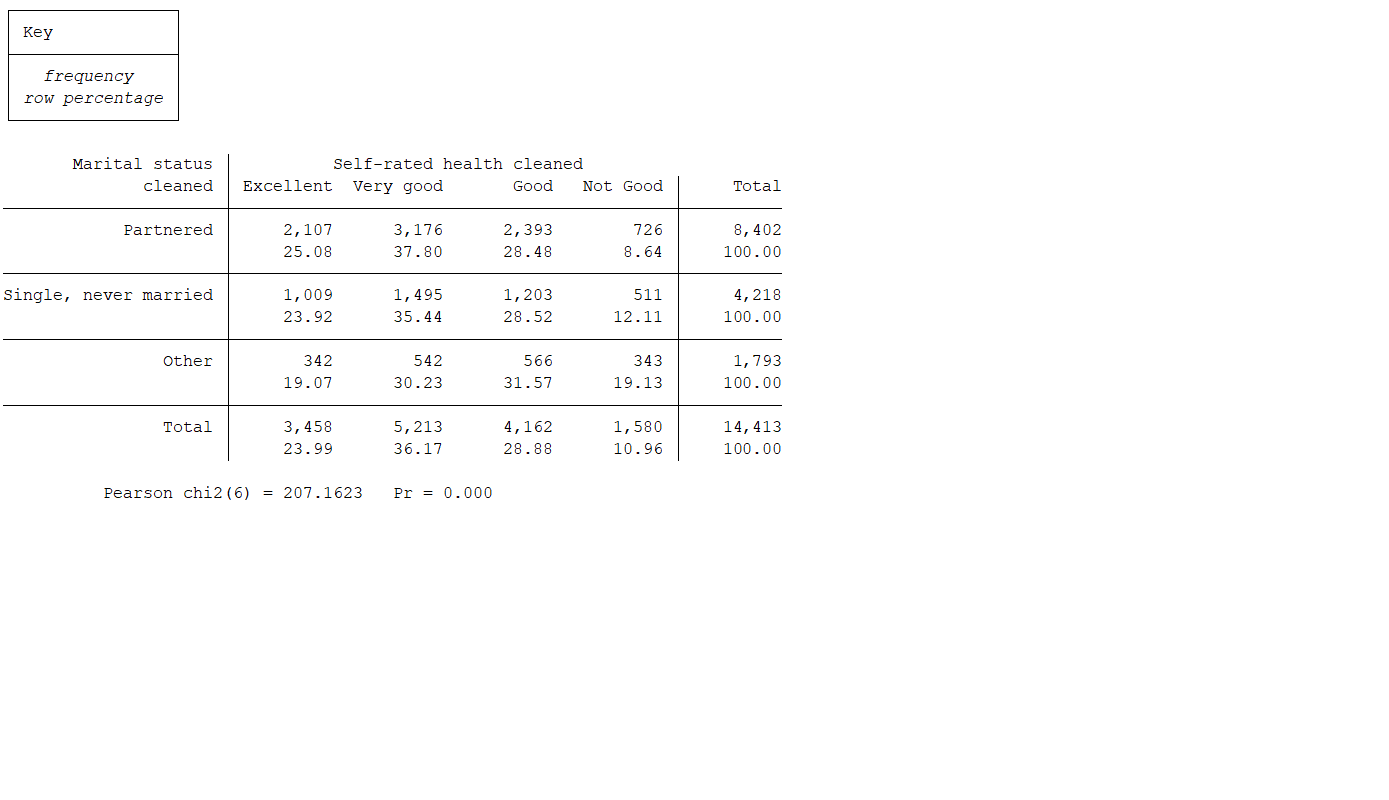 Key
frequency
row percentage
Marital status Self-rated health cleaned
cleaned Excellent Very good Good Not Good Total
Partnered 2,107 3,176 2,393 726 8,402
25.08 37.80 28.48 8.64 100.00
Single, never married 1,009 1,495 1,203 511 4,218
23.92 35.44 28.52 12.11 100.00
Other 342 542 566 343 1,793
19.07 30.23 31.57 19.13 100.00
Total 3,458 5,213 4,162 1,580 14,413
23.99 36.17 28.88 10.96 100.00
Pearson chi2(6) = 207.1623 Pr = 0.000